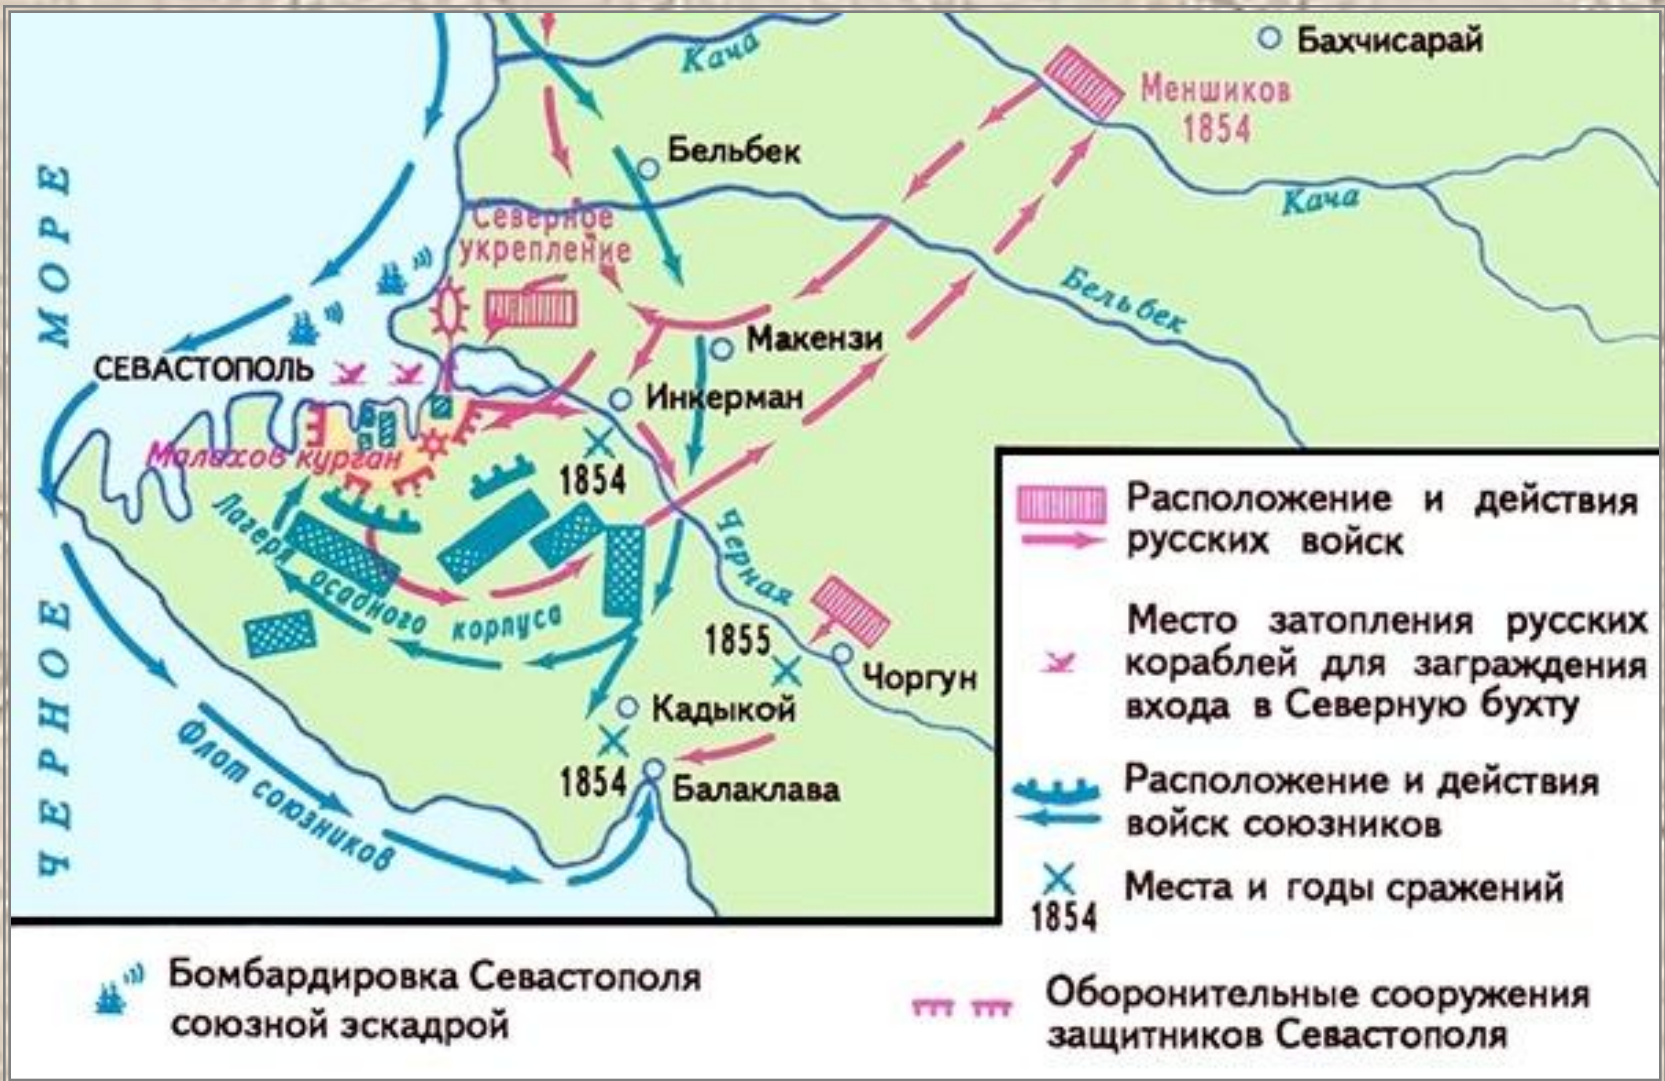 Бахчисарай
Кача
Меншиков
1854
Бельбек
Кача
Северное
укрепление
Бельбек
МОРЕ
Макензи
СЕВАСТОПОЛЬ
Инкерман
Малахов курган
1854
Лагеря осадного корпуса
Черная
1855
Чоргун
Кадыкой
1854
Балаклава
ЧЕРНОЕ
Флот союзников
Расположение и действия
русских войск
Место затопления русских
кораблей для заграждения
входа в Северную бухту
Расположение и действия
войск союзников
1854
Места и годы сражений
Бомбардировка Севастополя
союзной эскадрой
Оборонительные сооружения
защитников Севастополя